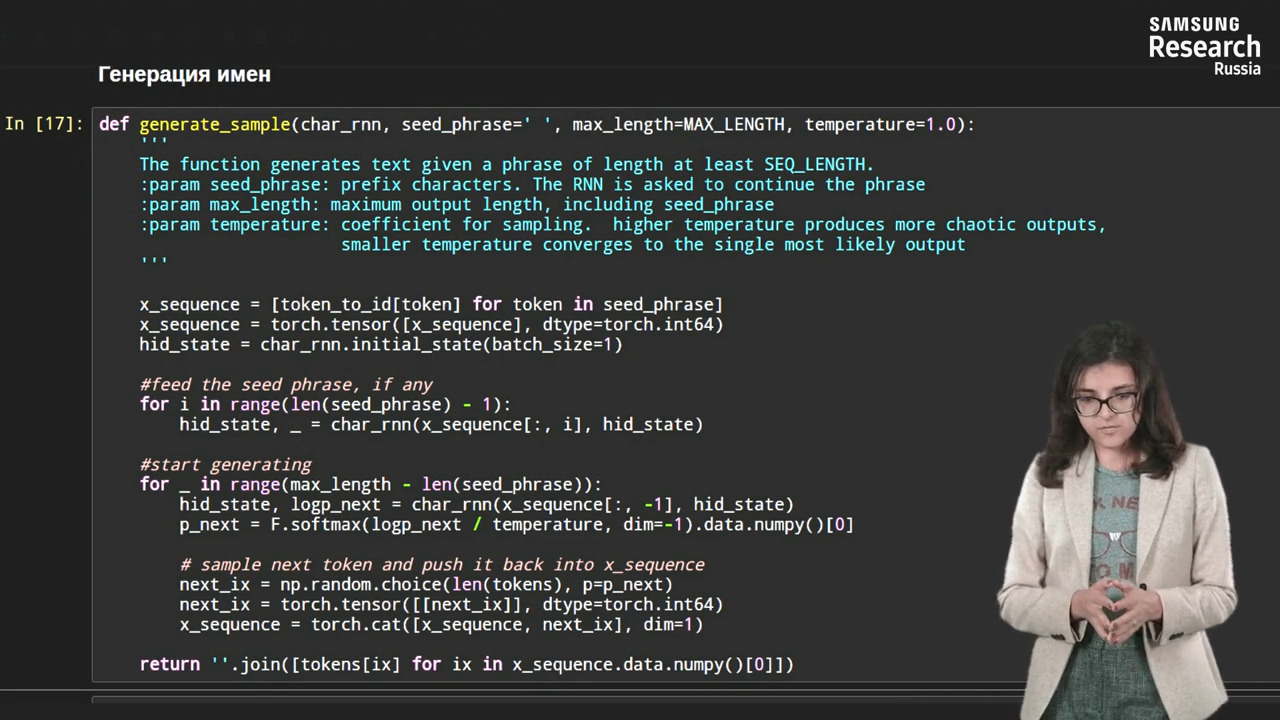 SAMSUNG
Research
Russia
Генерация имен
In [17]:
def generate_sample(char_rnn, seed_phrase=' ', max_length=MAX_LENGTH, temperature=1.0):
'''
The function generates text given a phrase of length at least SEQ_LENGTH.
:param seed_phrase: prefix characters. The RNN is asked to continue the phrase
:param max_length: maximum output length, including seed_phrase
:param temperature: coefficient for sampling.  higher temperature produces more chaotic outputs,
smaller temperature converges to the single most likely output
'''
x_sequence = [token_to_id[token] for token in seed_phrase]
x_sequence = torch.tensor([x_sequence], dtype=torch.int64)
hid_state = char_rnn.initial_state(batch_size=1)
#feed the seed phrase, if any
for i in range(len(seed_phrase) - 1):
hid_state, _ = char_rnn(x_sequence[:, i], hid_state)
#start generating
for _ in range(max_length - len(seed_phrase)):
hid_state, logp_next = char_rnn(x_sequence[:, -1], hid_state)
p_next = F.softmax(logp_next / temperature, dim=-1).data.numpy()[0]
# sample next token and push it back into x_sequence
next_ix = np.random.choice(len(tokens), p=p_next)
next_ix = torch.tensor([[next_ix]], dtype=torch.int64)
x_sequence = torch.cat([x_sequence, next_ix], dim=1)
return ''.join([tokens[ix] for ix in x_sequence.data.numpy()[0]])